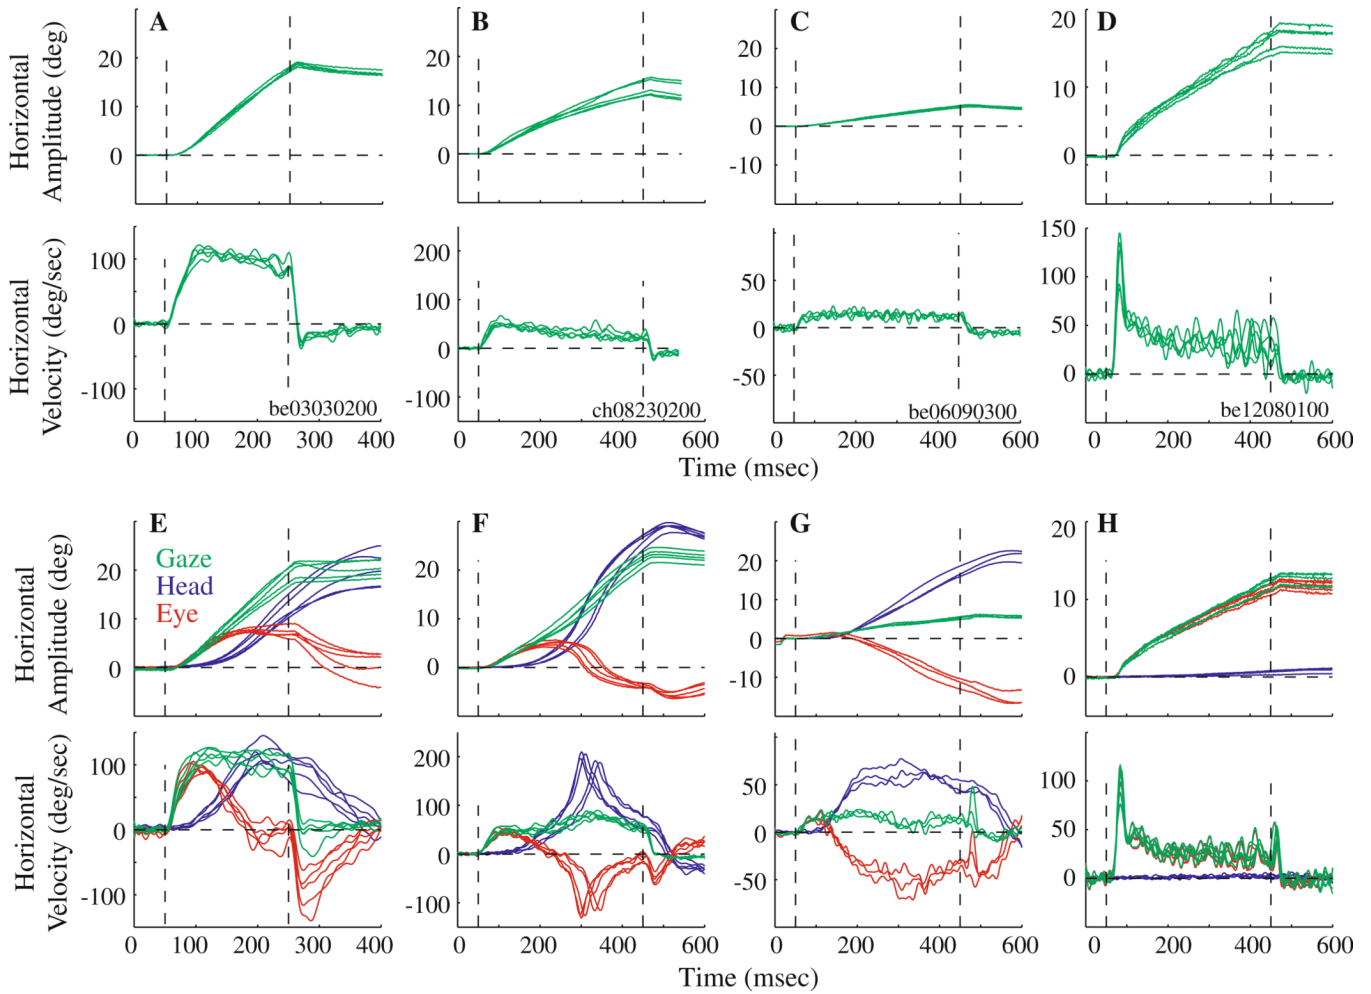 A B C D
Horizontal
Amplitude (deg)
20 30 30 20
10 20 20 10
0 10 10 0
0 0
-10
Horizontal
Velocity (deg/sec)
100 200 50 150
0 100 0 100
-100 0 -50 50
-100 0
be03030200 ch08230200 be06090300 be12080100
0 100 200 300 400 0 200 400 600 0 200 400 600 0 200 400 600
Time (msec)
E F G H
Gaze
Head
Eye
Horizontal
Amplitude (deg)
20 20 20 20
10 10 10 10
0 0 0 0
-10
Horizontal
Velocity (deg/sec)
100 200 50 100
0 100 0 50
-100 0 -50 0
-100
0 100 200 300 400 0 200 400 600 0 200 400 600 0 200 400 600
Time (msec)